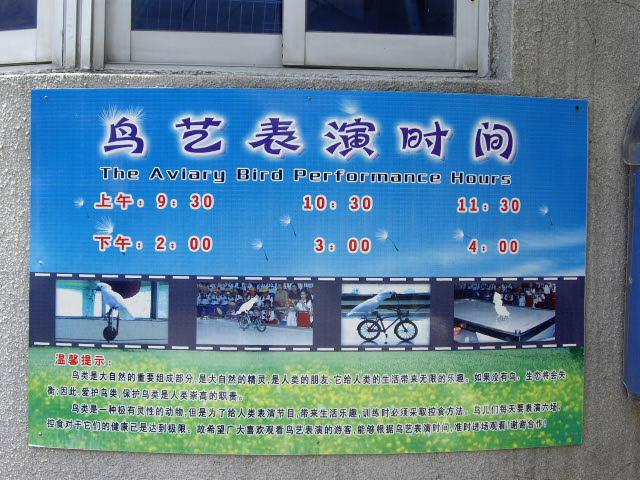 鸟艺表演时间
The Aviary Bird Performance Hours
上午：9：30 10：30 11：30
下午：2：00 3：00 4：00
温馨提示：
鸟类是大自然的重要组成部分,是大自然的精灵,是人类的朋友,它给人类的生活带来无限的乐趣。如果没有鸟,生态将会失
衡;因此,爱护鸟类,保护鸟类是人类崇高的职责。
鸟类是一种极有灵性的动物,但是为了给人类表演节目,带来生活乐趣,训练时必须采取控食方法。鸟儿们每天要表演六场,
控食对于它们的健康已是达到极限。故希望广大喜欢观看鸟艺表演的游客,能够根据鸟艺表演时间,准时进场观看!谢谢合作!